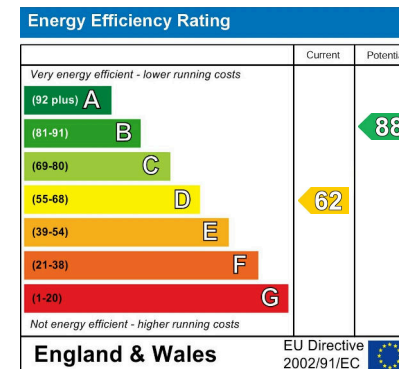 Energy Efficiency Rating
Current Potenti
Very energy efficient - lower running costs
(92 plus) A
(81-91) B
88
(69-80) C
(55-68) D
62
(39-54) E
(21-38) F
(1-20) G
Not energy efficient - higher running costs
England & Wales
EU Directive
2002/91/EC